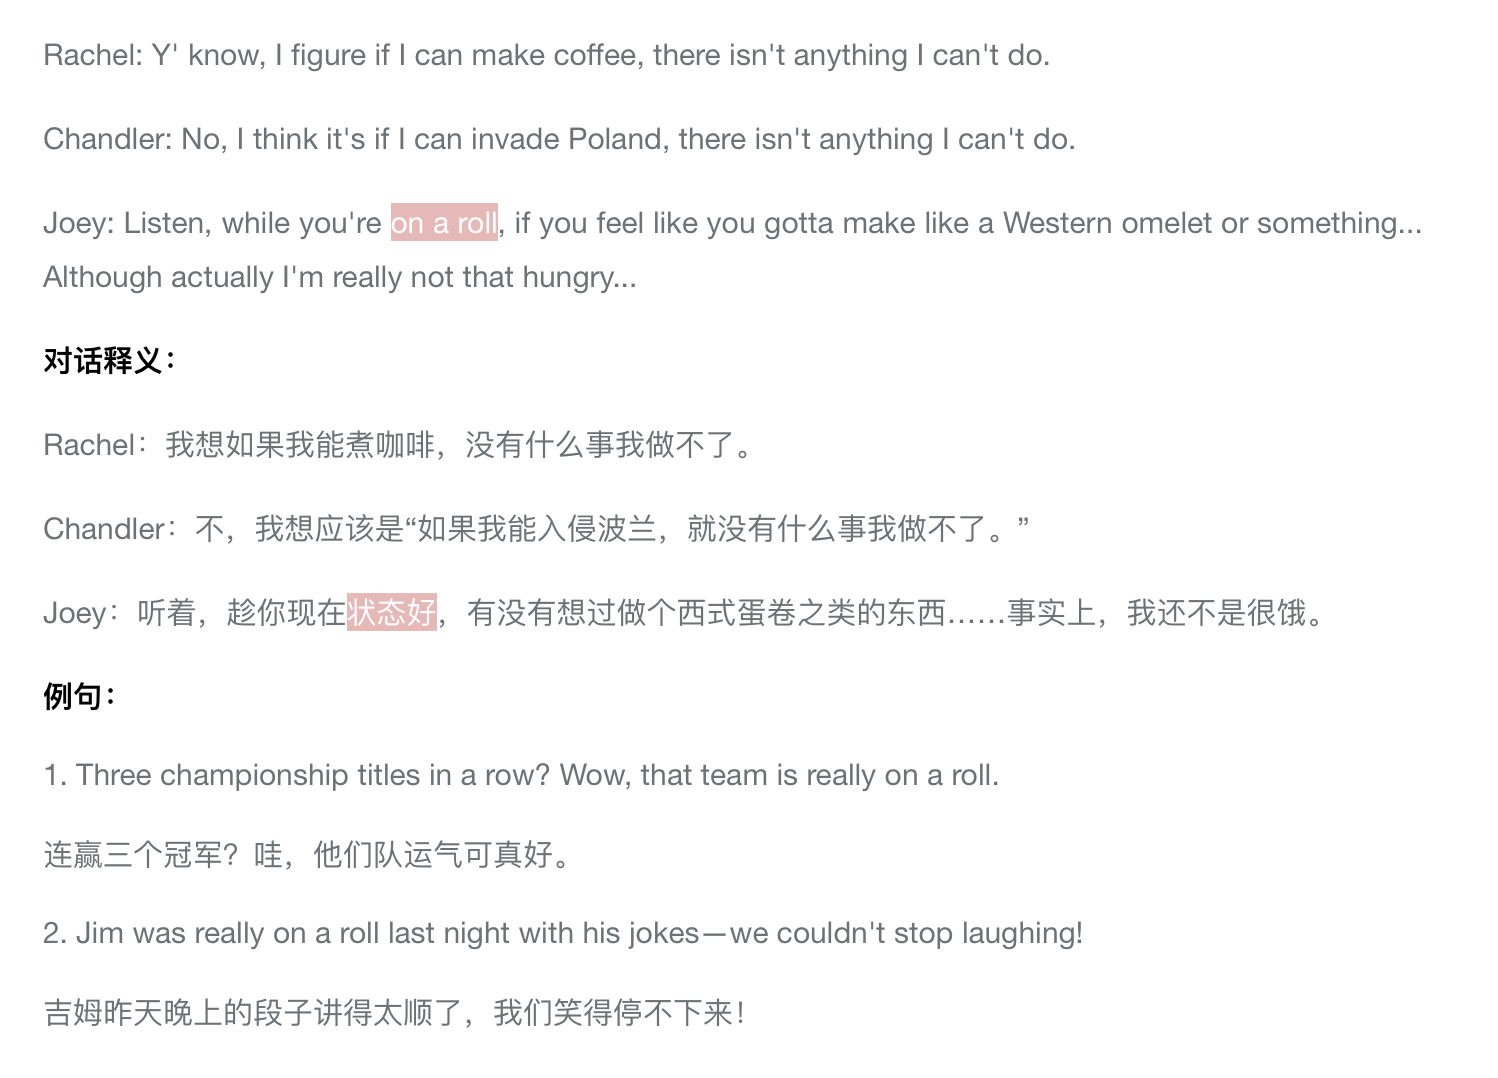 Rachel: Y' know, I figure if I can make coffee, there isn't anything I can't do.
Chandler: No, I think it's if I can invade Poland, there isn't anything I can't do.
Joey: Listen, while you're on a roll, if you feel like you gotta make like a Western omelet or something...
Although actually I'm really not that hungry...
对话释义：
Rachel：我想如果我能煮咖啡，没有什么事我做不了。
Chandler：不，我想应该是“如果我能入侵波兰，就没有什么事我做不了。”
Joey：听着，趁你现在状态好，有没有想过做个西式蛋卷之类的东西……事实上，我还不是很饿。
例句：
1. Three championship titles in a row? Wow, that team is really on a roll.
连赢三个冠军？哇，他们队运气可真好。
2. Jim was really on a roll last night with his jokes—we couldn't stop laughing!
吉姆昨天晚上的段子讲得太顺了，我们笑得停不下来！